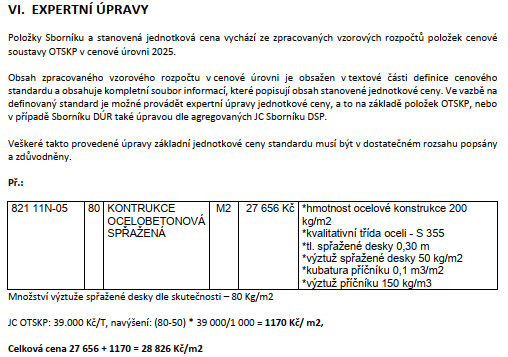 VI. EXPERTNÍ ÚPRAVY
Položky Sborníku a stanovená jednotková cena vychází ze zpracovaných vzorových rozpočtů položek cenové
soustavy OTSKP v cenové úrovni 2025.
Obsah zpracovaného vzorového rozpočtu v cenové úrovni je obsažen v textové části definice cenového
standardu a obsahuje kompletní soubor informací, které popisují obsah stanovené jednotkové ceny. Ve vazbě na
definovaný standard je možné provádět expertní úpravy jednotkové ceny, a to na základě položek OTSKP, nebo
v případě Sborníku DÚR také úpravou dle agregovaných JC Sborníku DSP.
Veškeré takto provedené úpravy základní jednotkové ceny standardu musí být v dostatečném rozsahu popsány
a zdůvodněny.
Př.:
821 11N-05 80 KONTRUKCE M2 27 656 Kč *hmotnost ocelové konstrukce 200
OCELOBETONOVÁ kg/m2
SPŘAŽENÁ *kvalitativní třída oceli - S 355
*tl. spřažené desky 0,30 m
*výztuž spřažené desky 50 kg/m2
*kubatura příčníku 0,1 m3/m2
*výztuž příčníku 150 kg/m3
Množství výztuže spřažené desky dle skutečnosti – 80 Kg/m2
JC OTSKP: 39.000 Kč/T, navýšení: (80-50) * 39 000/1 000 = 1170 Kč/ m2,
Celková cena 27 656 + 1170 = 28 826 Kč/m2